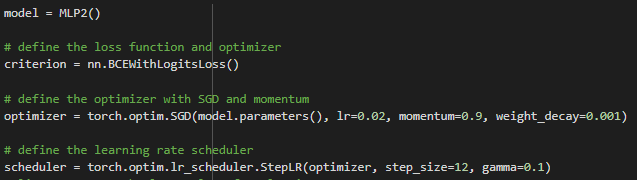 model = MLP2()
# define the loss function and optimizer
criterion = nn.BCEWithLogitsLoss()
# define the optimizer with SGD and momentum
optimizer = torch.optim.SGD(model.parameters(), lr=0.02, momentum=0.9, weight_decay=0.001)
# define the learning rate scheduler
scheduler = torch.optim.lr_scheduler.StepLR(optimizer, step_size=12, gamma=0.1)